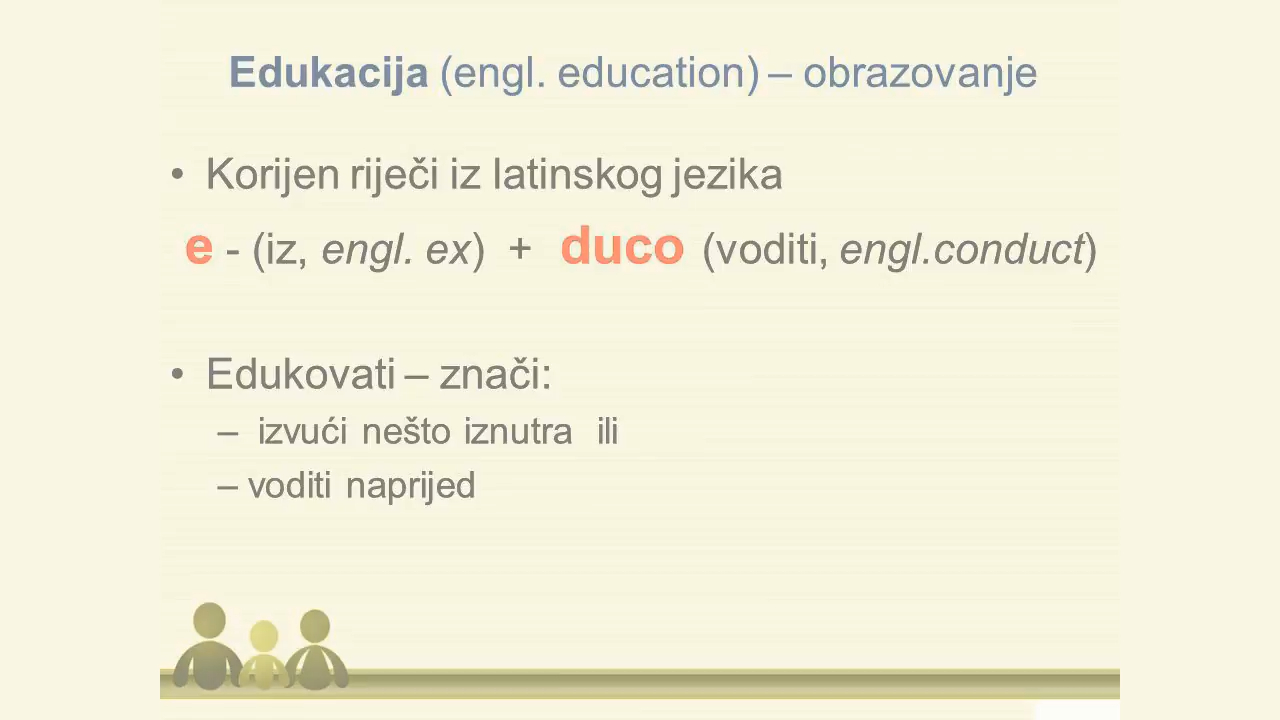 Edukacija (engl. education) – obrazovanje
• Korijen riječi iz latinskog jezika
e - (iz, engl. ex) + duco (voditi, engl.conduct)
• Edukovati – znači:
– izvući nešto iznutra ili
– voditi naprijed